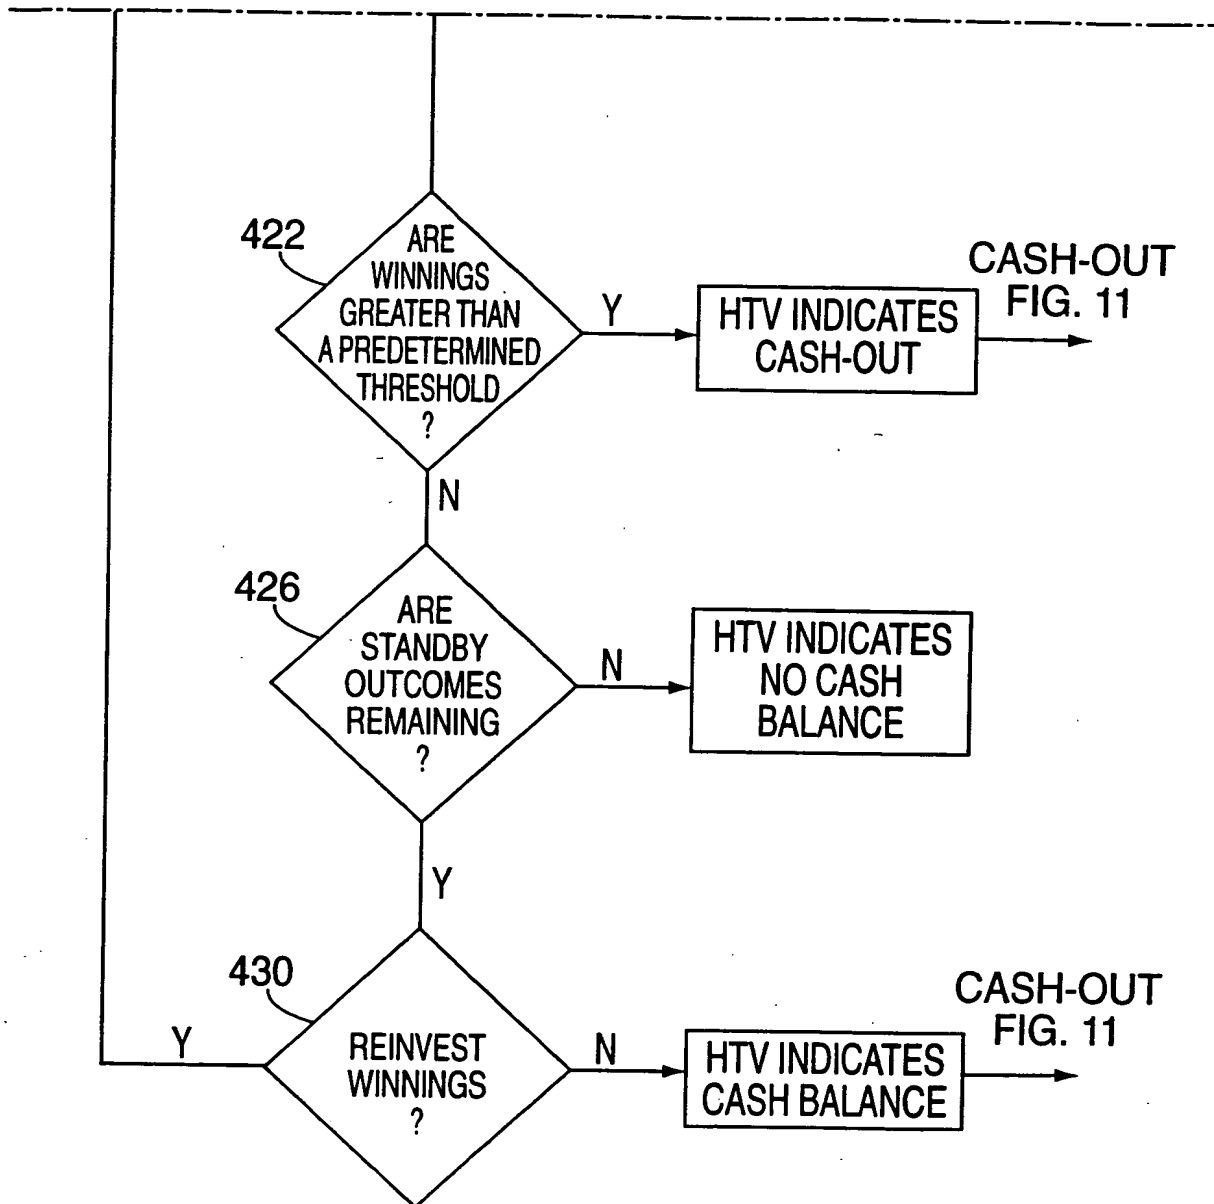 422
ARE
WINNINGS
GREATER THAN
A PREDETERMINED
THRESHOLD
?
Y
HTV INDICATES
CASH-OUT
CASH-OUT
FIG. 11
N
426
ARE
STANDBY
OUTCOMES
REMAINING
?
N
HTV INDICATES
NO CASH
BALANCE
Y
430
REINVEST
WINNINGS
?
Y
N
HTV INDICATES
CASH BALANCE
CASH-OUT
FIG. 11